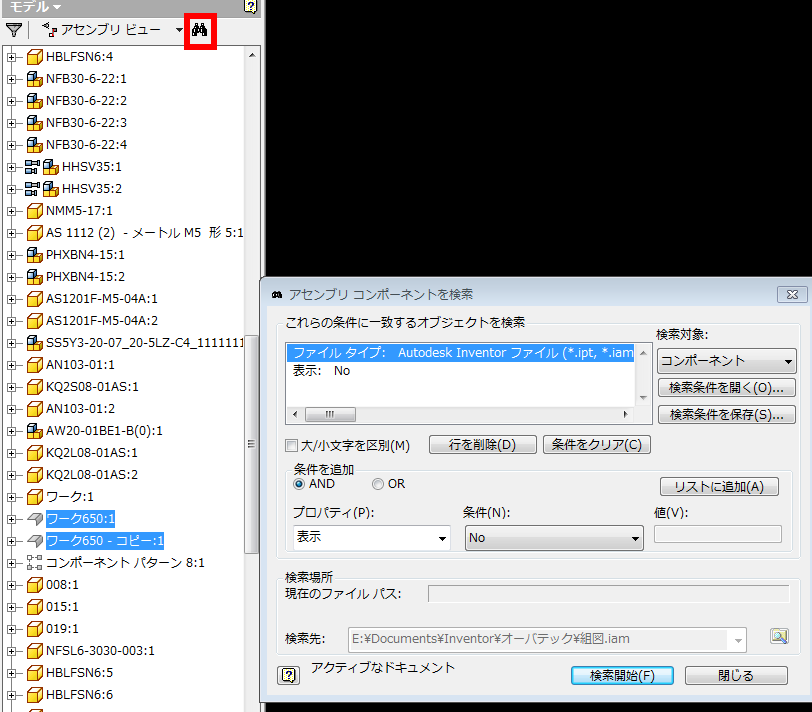 モデル
アセンブリ ビュー
HBLFSN6:4
NFB30-6-22:1
NFB30-6-22:2
NFB30-6-22:3
NFB30-6-22:4
HHSV35:1
HHSV35:2
NMM5-17:1
AS 1112 (2) - メートル M5 形 5:1
PHXBN4-15:1
PHXBN4-15:2
AS1201F-M5-04A:1
AS1201F-M5-04A:2
SS5Y3-20-07_20-5LZ-C4_1111111
AN103-01:1
KQ2S08-01AS:1
AN103-01:2
AW20-01BE1-B(0):1
KQ2L08-01AS:1
KQ2L08-01AS:2
ワーク:1
ワーク650:1
ワーク650 - コピー:1
コンポーネント パターン 8:1
008:1
015:1
019:1
NFSL6-3030-003:1
HBLFSN6:5
HBLFSN6:6
アセンブリ コンポーネントを検索
これらの条件に一致するオブジェクトを検索
ファイル タイプ: Autodesk Inventor ファイル (*.ipt, *.iam
表示: No
検索対象:
コンポーネント
検索条件を開く(O)...
検索条件を保存(S)...
大/小文字を区別(M)
行を削除(D)
条件をクリア(C)
条件を追加
AND
OR
リストに追加(A)
プロパティ(P):
条件(N):
値(V):
表示
No
検索場所
現在のファイル パス:
検索先:
E:¥Documents¥Inventor¥オーバテック¥組図.iam
アクティブなドキュメント
検索開始(F)
閉じる